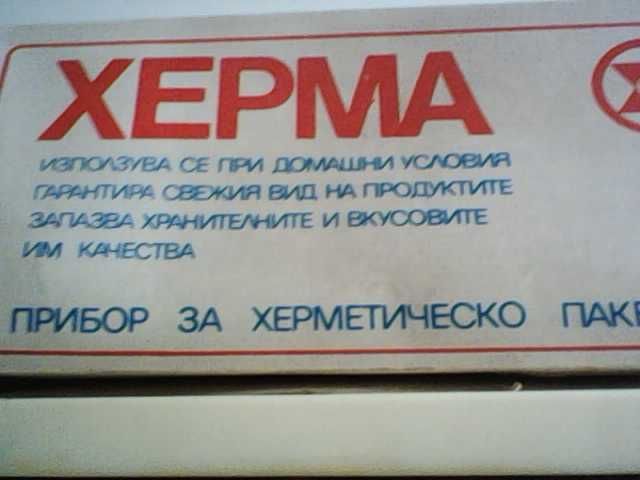 ХЕРМА
ИЗПОЛЗУВА СЕ ПРИ ДОМАШНИ УСЛОВИЯ
ГАРАНТИРА СВЕЖИЯ ВИД НА ПРОДУКТИТЕ
ЗАПАЗВА ХРАНИТЕЛНИТЕ И ВКУСОВИТЕ
ИМ КАЧЕСТВА
ПРИБОР ЗА ХЕРМЕТИЧЕСКО